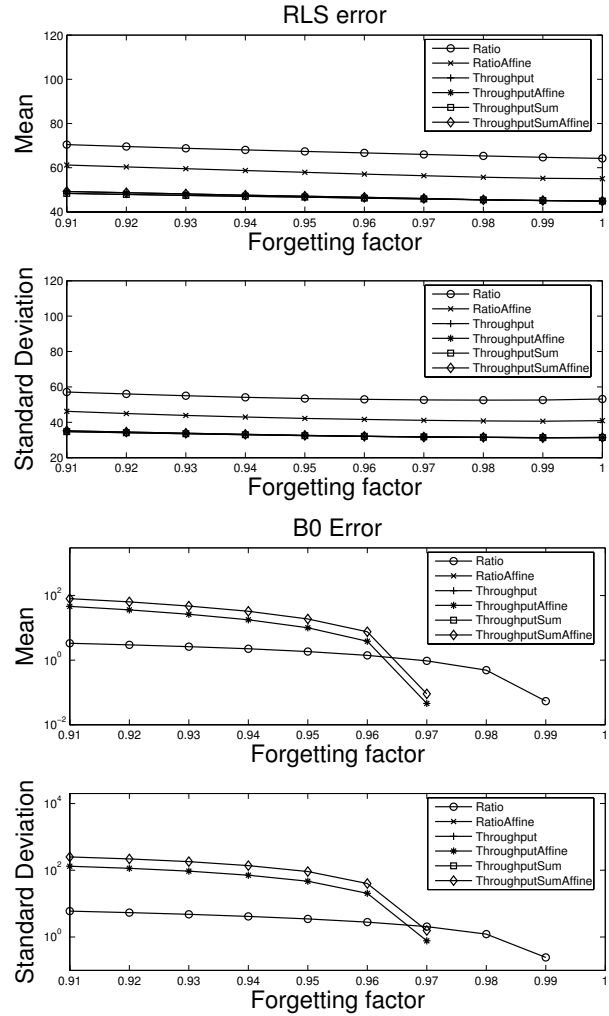 RLS error
120
100
80
60
40
Mean
Ratio
RatioAffine
Throughput
ThroughputAffine
ThroughputSum
ThroughputSumAffine
0.91 0.92 0.93 0.94 0.95 0.96 0.97 0.98 0.99 1
Forgetting factor
120
100
80
60
40
20
Standard Deviation
Ratio
RatioAffine
Throughput
ThroughputAffine
ThroughputSum
ThroughputSumAffine
0.91 0.92 0.93 0.94 0.95 0.96 0.97 0.98 0.99 1
Forgetting factor
B0 Error
10^2
10^0
10^-2
Mean
Ratio
RatioAffine
Throughput
ThroughputAffine
ThroughputSum
ThroughputSumAffine
0.91 0.92 0.93 0.94 0.95 0.96 0.97 0.98 0.99 1
Forgetting factor
10^4
10^2
10^0
Standard Deviation
Ratio
RatioAffine
Throughput
ThroughputAffine
ThroughputSum
ThroughputSumAffine
0.91 0.92 0.93 0.94 0.95 0.96 0.97 0.98 0.99 1
Forgetting factor